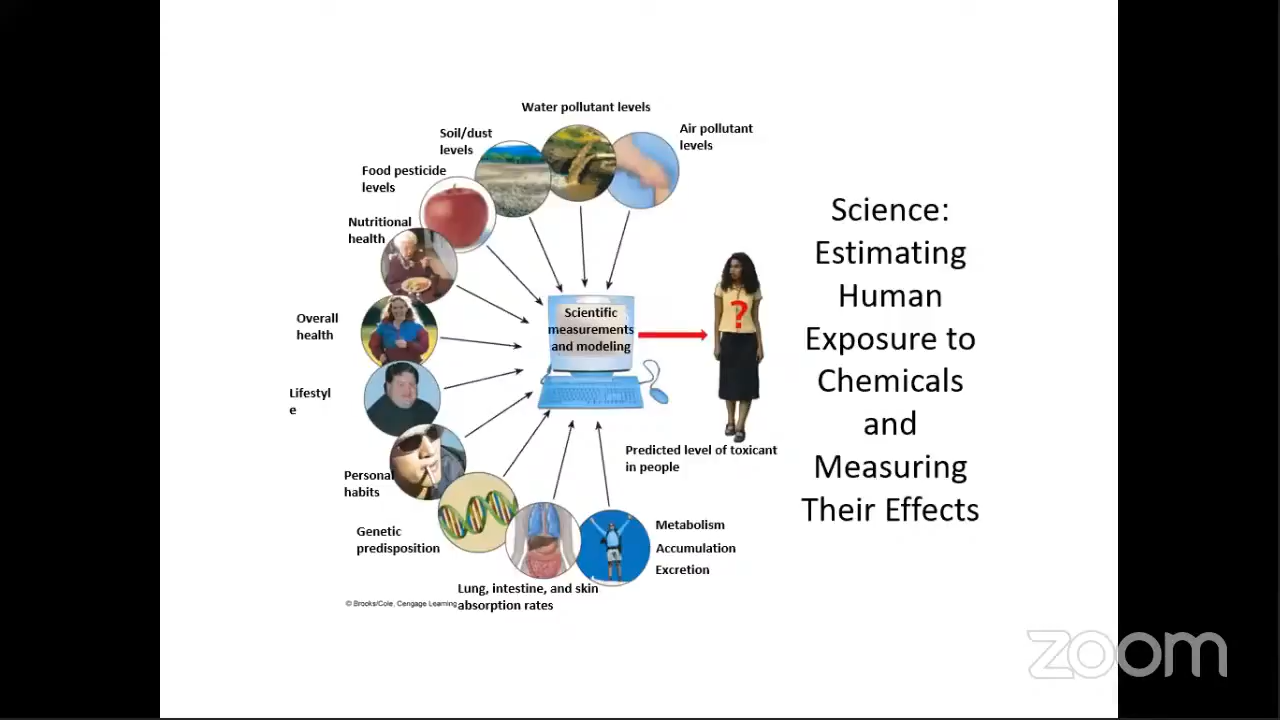 Water pollutant levels
Air pollutant
levels
Soil/dust
levels
Food pesticide
levels
Nutritional
health
Overall
health
Lifestyl
e
Personal
habits
Genetic
predisposition
Lung, intestine, and skin
absorption rates
Metabolism
Accumulation
Excretion
Scientific
measurements
and modeling
?
Predicted level of toxicant
in people
© Brooks/Cole, Cengage Learning
Science:
Estimating
Human
Exposure to
Chemicals
and
Measuring
Their Effects
zoom